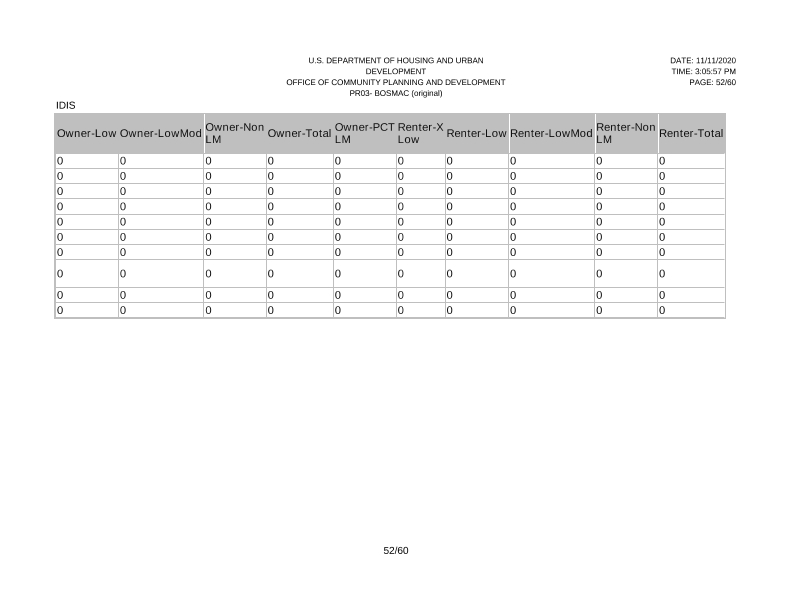 U.S. DEPARTMENT OF HOUSING AND URBAN
DEVELOPMENT
OFFICE OF COMMUNITY PLANNING AND DEVELOPMENT
PR03- BOSMAC (original)
DATE: 11/11/2020
TIME: 3:05:57 PM
PAGE: 52/60
IDIS
Owner-Low Owner-LowMod Owner-Non LM Owner-Total Owner-PCT LM Renter-X Low Renter-Low Renter-LowMod Renter-Non LM Renter-Total
0 0 0 0 0 0 0 0 0 0
0 0 0 0 0 0 0 0 0 0
0 0 0 0 0 0 0 0 0 0
0 0 0 0 0 0 0 0 0 0
0 0 0 0 0 0 0 0 0 0
0 0 0 0 0 0 0 0 0 0
0 0 0 0 0 0 0 0 0 0
0 0 0 0 0 0 0 0 0 0
0 0 0 0 0 0 0 0 0 0
0 0 0 0 0 0 0 0 0 0
52/60